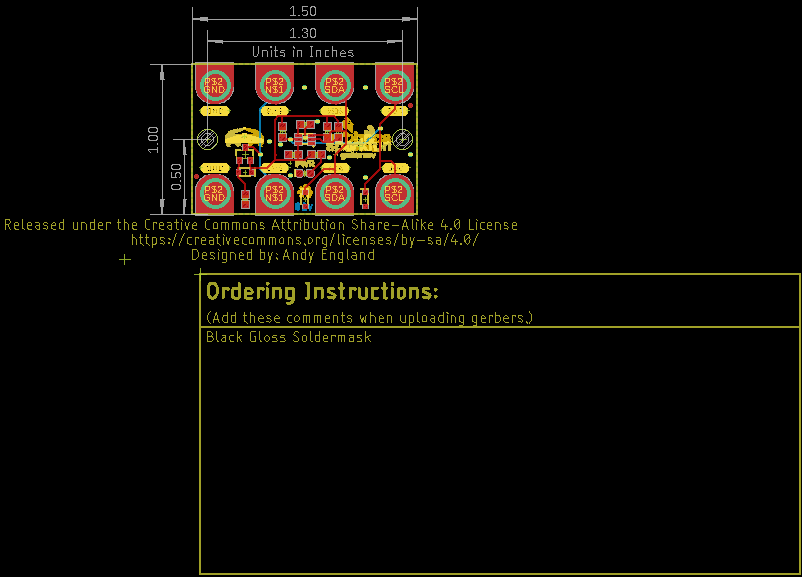 1.50
1.30
Units in Inches
P$2 P$2 P$2 P$2
GND N$1 SDA SCL
1.00
0.50
PWR
P$2 P$2 P$2 P$2
GND N$1 SDA SCL
Released under the Creative Commons Attribution Share-Alike 4.0 License
https://creativecommons.org/licenses/by-sa/4.0/
Designed by: Andy England
Ordering Instructions:
(Add these comments when uploading gerbers.)
Black Gloss Soldermask